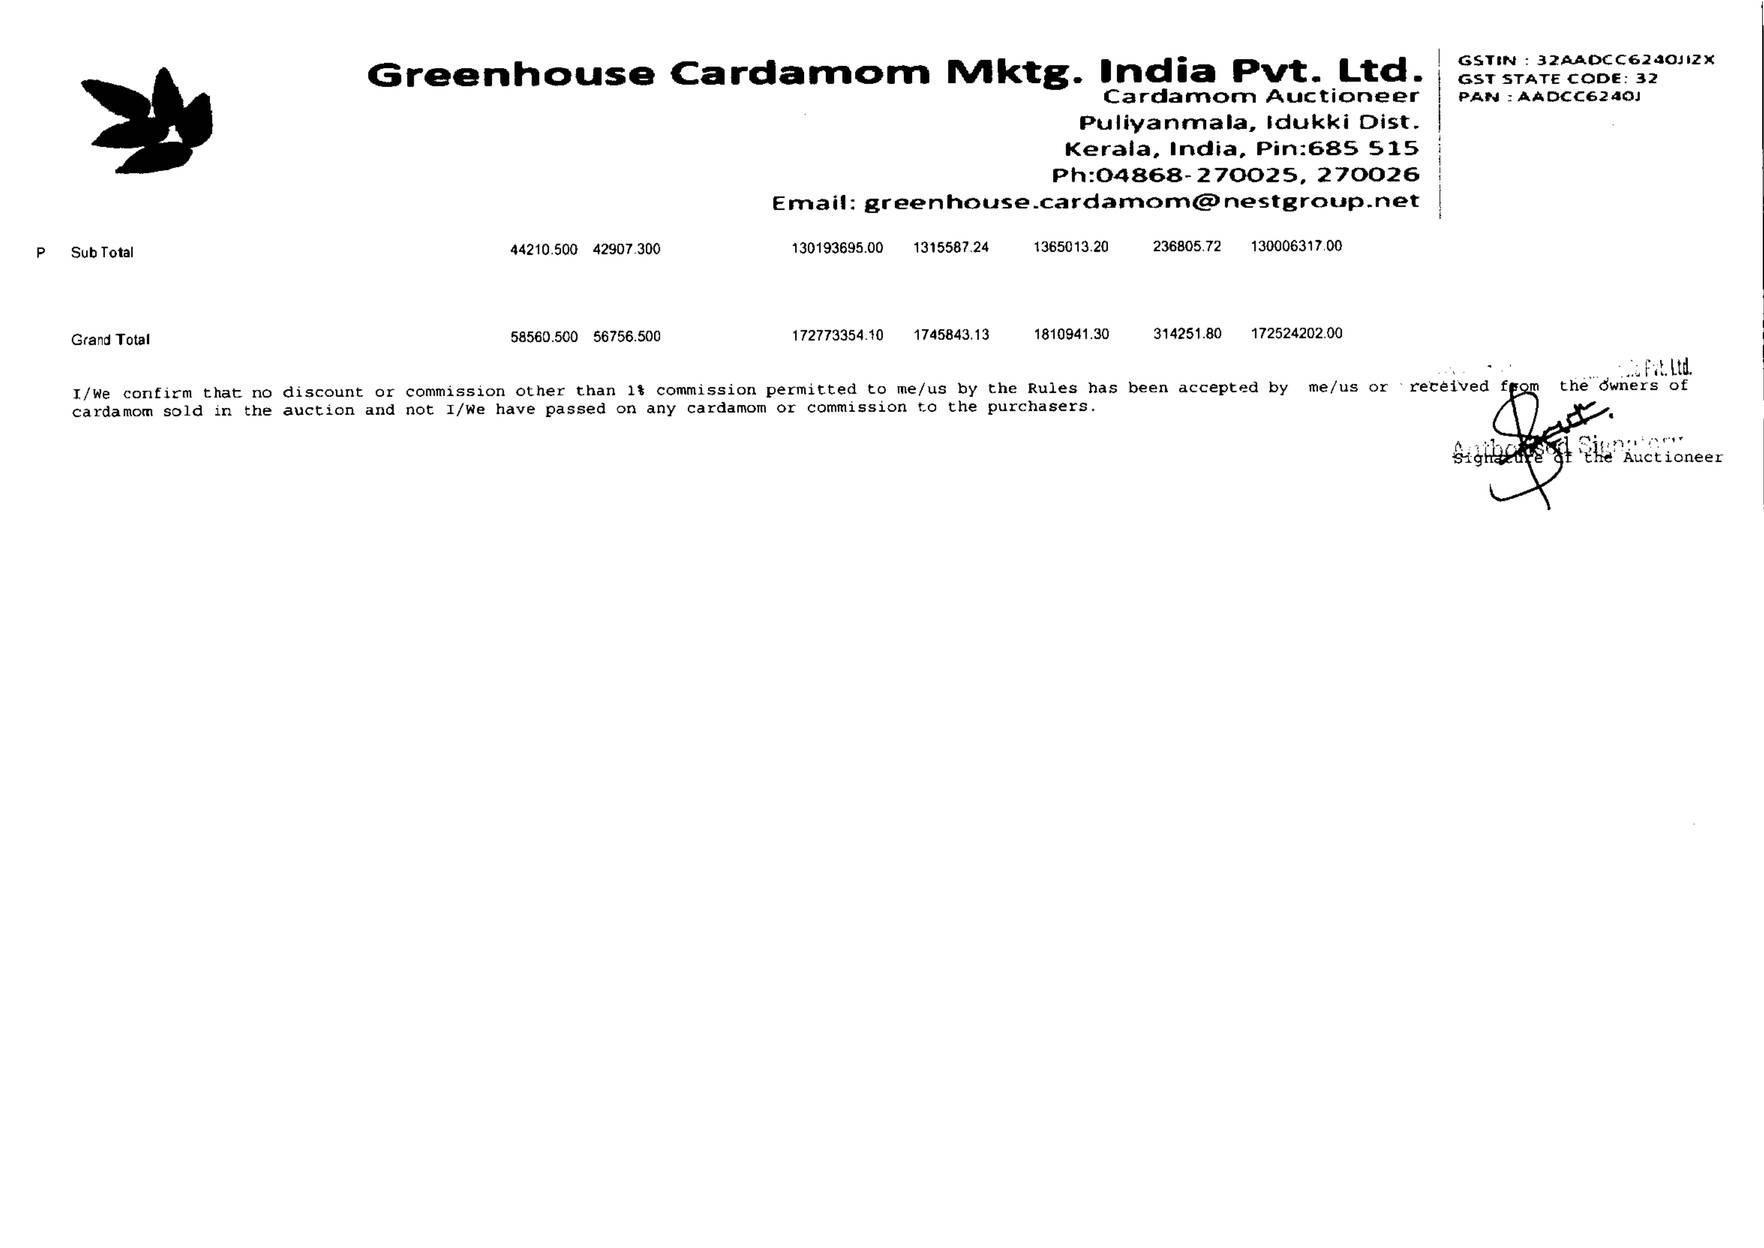 Greenhouse Cardamom Mktg. India Pvt. Ltd.
Cardamom Auctioneer
Puliyanmala, Idukki Dist.
Kerala, India, Pin:685 515
Ph:04868-270025, 270026
Email: greenhouse.cardamom@nestgroup.net
GSTIN : 32AADCC6240J1ZX
GST STATE CODE: 32
PAN : AADCC6240J
P Sub Total 44210.500 42907.300 130193695.00 1315587.24 1365013.20 236805.72 130006317.00
Grand Total 58560.500 56756.500 172773354.10 1745843.13 1810941.30 314251.80 172524202.00
Pvt. Ltd.
I/We confirm that no discount or commission other than 1% commission permitted to me/us by the Rules has been accepted by me/us or received from the owners of
cardamom sold in the auction and not I/We have passed on any cardamom or commission to the purchasers.
Authorised Signatory
Signature of the Auctioneer